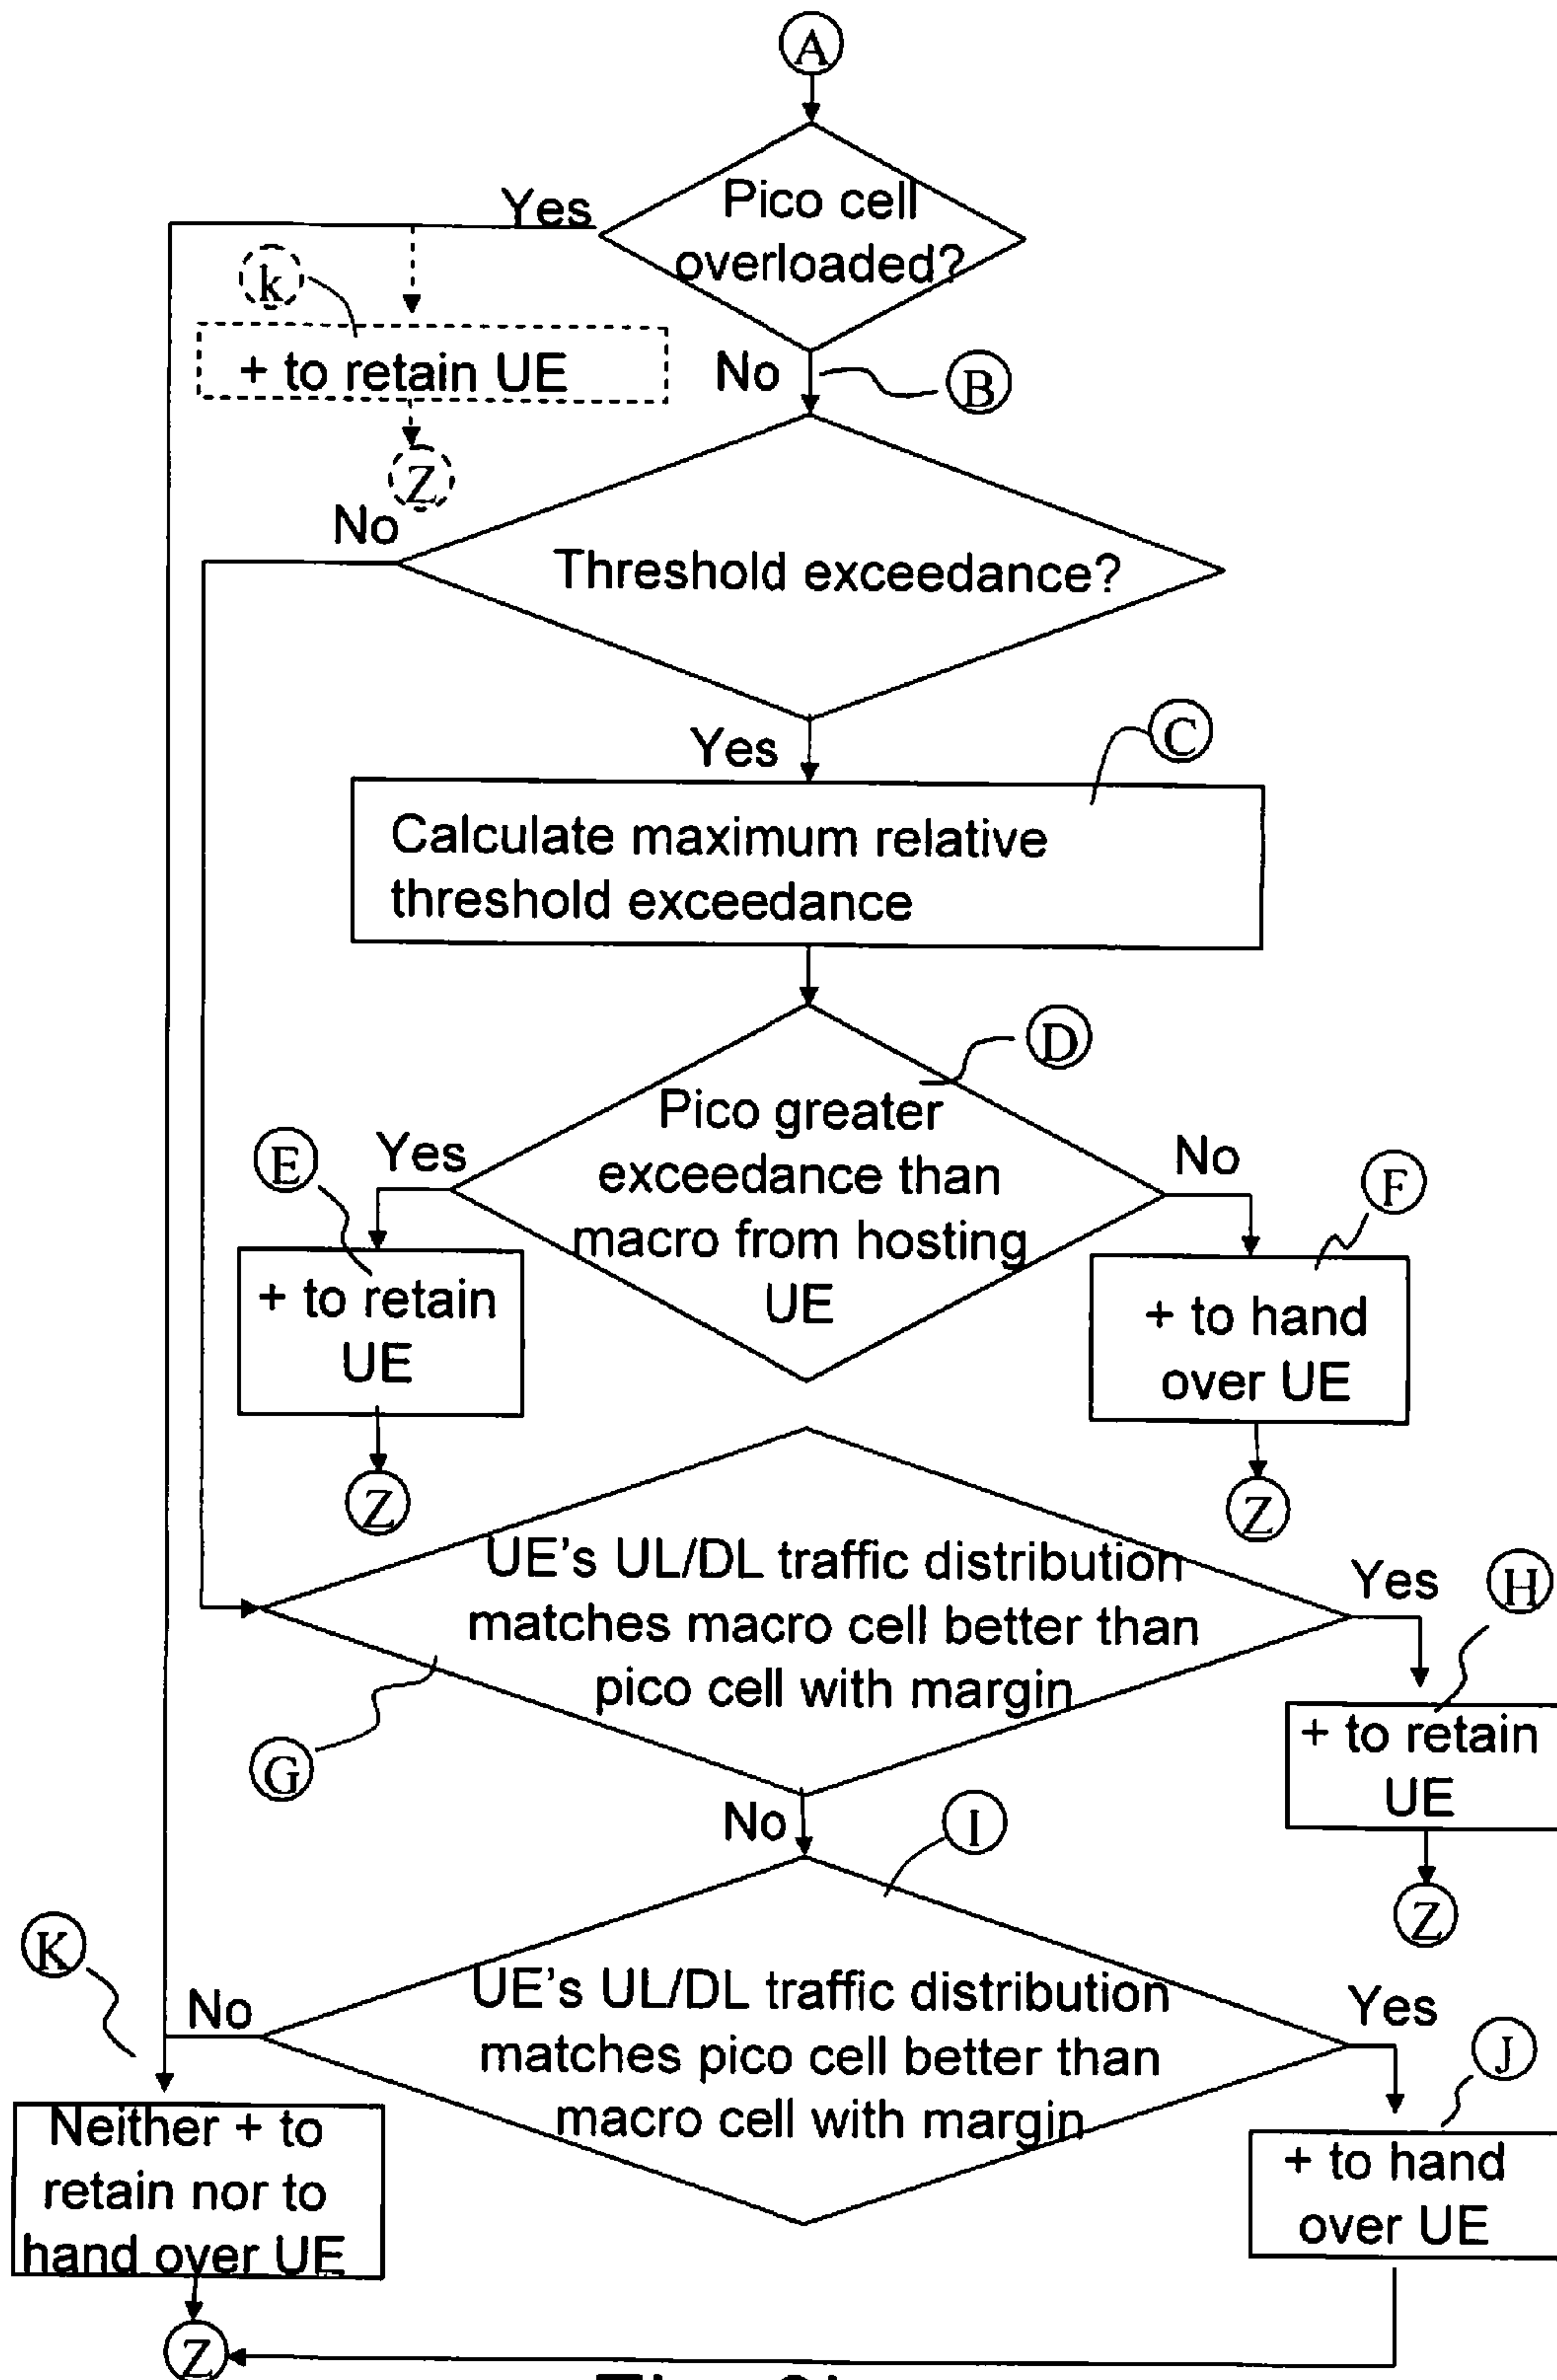 A
Pico cell
overloaded?
Yes
k
+ to retain UE
Z
No
B
No
Threshold exceedance?
Yes
C
Calculate maximum relative
threshold exceedance
D
Pico greater
exceedance than
macro from hosting
UE
Yes
E
No
F
+ to retain
UE
+ to hand
over UE
Z
Z
UE's UL/DL traffic distribution
matches macro cell better than
pico cell with margin
Yes
H
G
+ to retain
UE
Z
No
I
K
No
UE's UL/DL traffic distribution
matches pico cell better than
macro cell with margin
Yes
J
Neither + to
retain nor to
hand over UE
+ to hand
over UE
Z